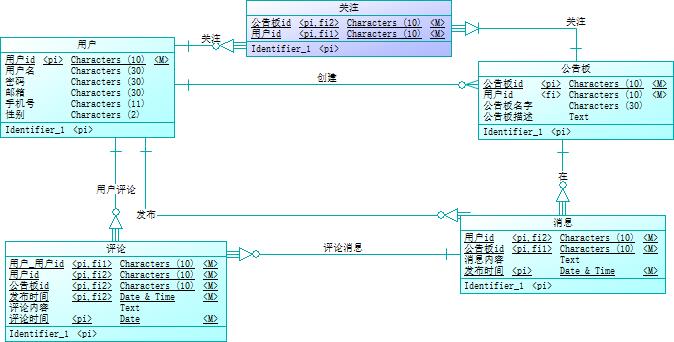 关注
公告板id <pi,fi2> Characters (10) <M>
用户id <pi,fi1> Characters (10) <M>
Identifier_1 <pi>
关注
关注
用户
用户id <pi> Characters (10) <M>
用户名 Characters (30)
密码 Characters (30)
邮箱 Characters (30)
手机号 Characters (11)
性别 Characters (2)
Identifier_1 <pi>
创建
公告板
公告板id <pi> Characters (10) <M>
用户id <fi> Characters (10) <M>
公告板名字 Characters (30)
公告板描述 Text
Identifier_1 <pi>
用户评论
发布
在
消息
用户id <pi,fi2> Characters (10) <M>
公告板id <pi,fi1> Characters (10) <M>
消息内容 Text
发布时间 <pi> Date & Time <M>
Identifier_1 <pi>
评论消息
评论
用户_用户id <pi,fi1> Characters (10) <M>
用户id <pi,fi2> Characters (10) <M>
公告板id <pi,fi2> Characters (10) <M>
发布时间 <pi,fi2> Date & Time <M>
评论内容 Text
评论时间 <pi> Date <M>
Identifier_1 <pi>